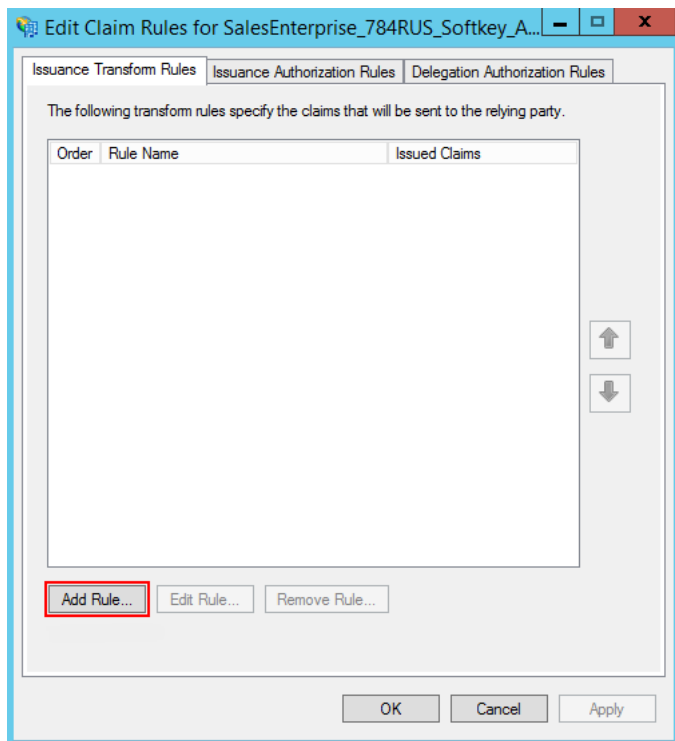 Edit Claim Rules for SalesEnterprise_784RUS_Softkey_A...
Issuance Transform Rules Issuance Authorization Rules Delegation Authorization Rules
The following transform rules specify the claims that will be sent to the relying party.
Order Rule Name Issued Claims
Add Rule... Edit Rule... Remove Rule...
OK Cancel Apply